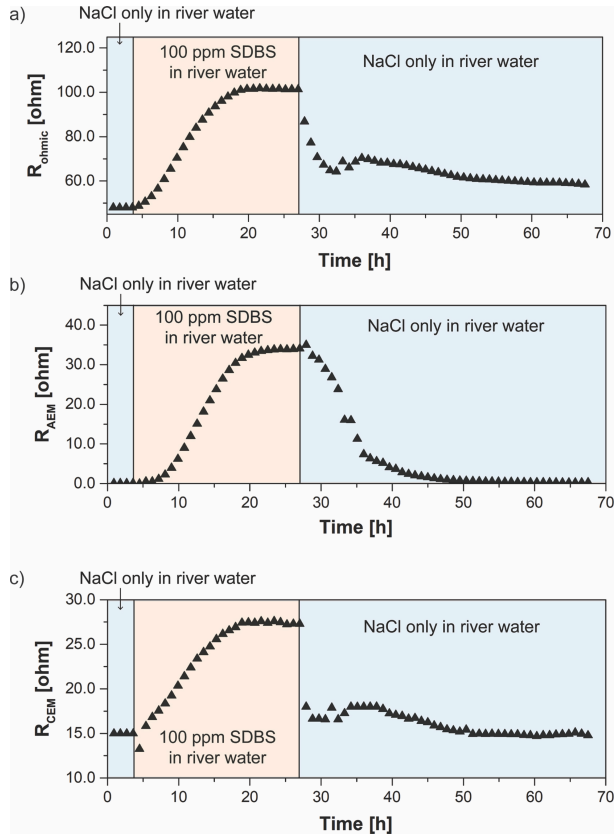 a)
NaCl only in river water
120.0
100.0
80.0
60.0
R_ohmic [ohm]
100 ppm SDBS
in river water
NaCl only in river water
0 10 20 30 40 50 60 70
Time [h]
b)
NaCl only in river water
40.0
30.0
20.0
10.0
0.0
R_AEM [ohm]
100 ppm SDBS
in river water
NaCl only in river water
0 10 20 30 40 50 60 70
Time [h]
c)
NaCl only in river water
30.0
25.0
20.0
15.0
10.0
R_CEM [ohm]
NaCl only in river water
100 ppm SDBS
in river water
0 10 20 30 40 50 60 70
Time [h]